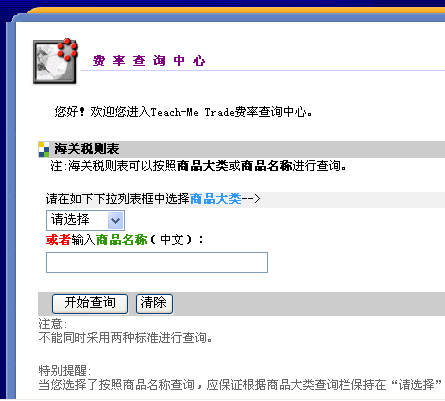 费率查询中心
您好！欢迎您进入Teach-Me Trade费率查询中心。
海关税则表
注:海关税则表可以按照商品大类或商品名称进行查询。
请在如下下拉列表框中选择商品大类-->
请选择
或者输入商品名称（中文）：
开始查询 清除
注意:
不能同时采用两种标准进行查询。
特别提醒:
当您选择了按照商品名称查询，应保证根据商品大类查询栏保持在“请选择”